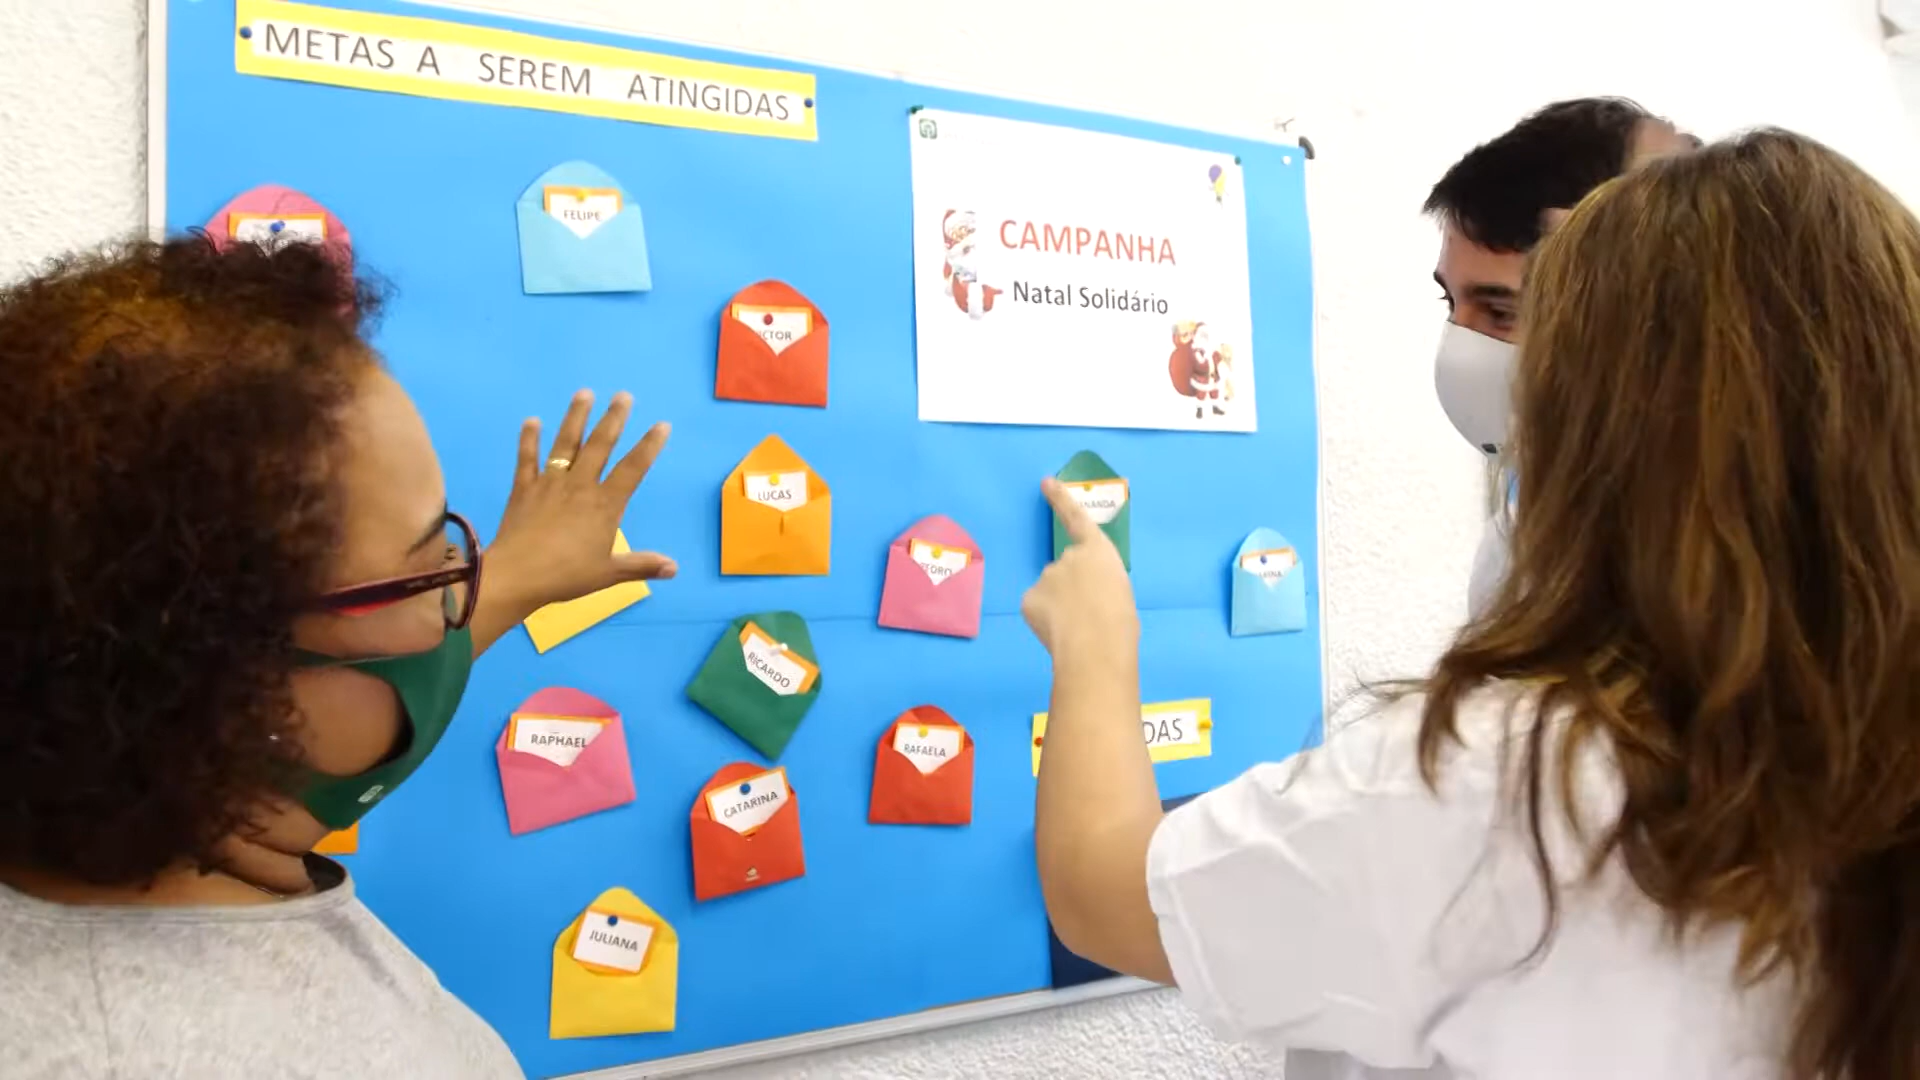 METAS A SEREM ATINGIDAS
FELIPE
CAMPANHA
Natal Solidário
LUCAS
RICARDO
RAPHAEL
RAFAELA
CATARINA
JULIANA